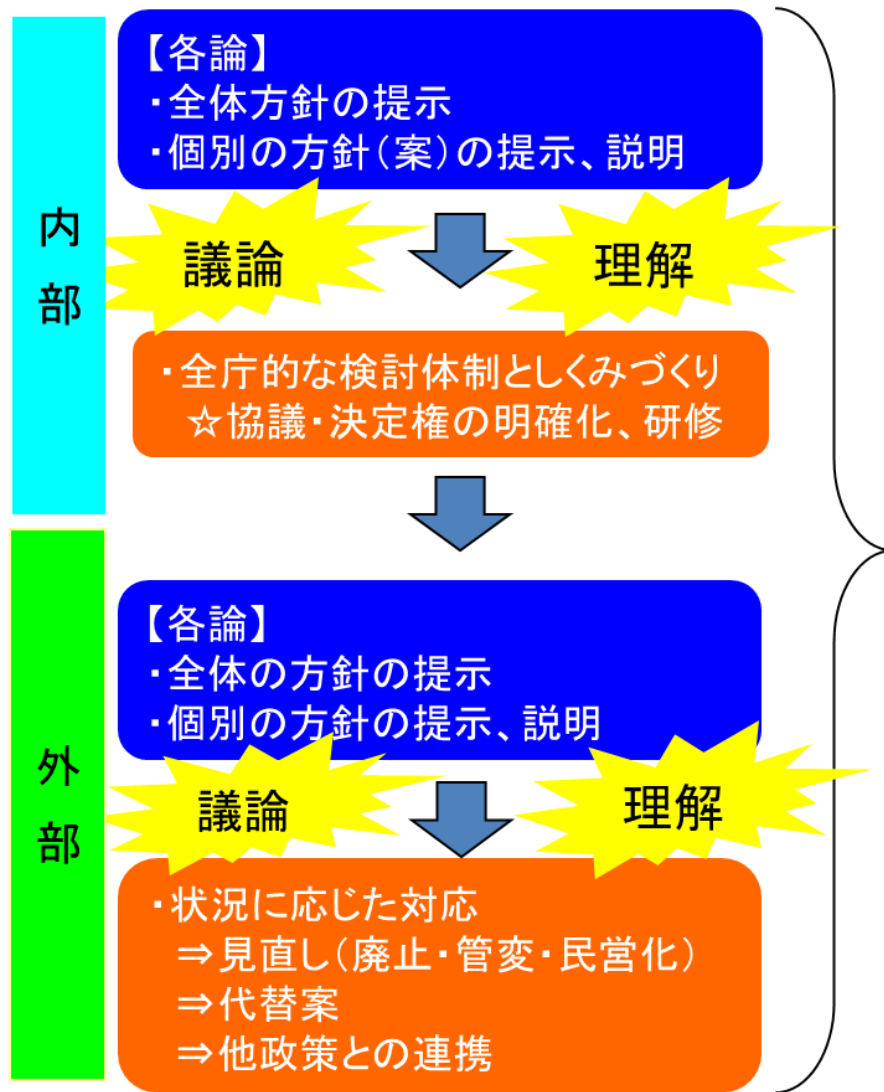 内部
【各論】
・全体方針の提示
・個別の方針（案）の提示、説明
議論
理解
・全庁的な検討体制としくみづくり
☆協議・決定権の明確化、研修
外部
【各論】
・全体の方針の提示
・個別の方針の提示、説明
議論
理解
・状況に応じた対応
⇒見直し（廃止・管変・民営化）
⇒代替案
⇒他政策との連携